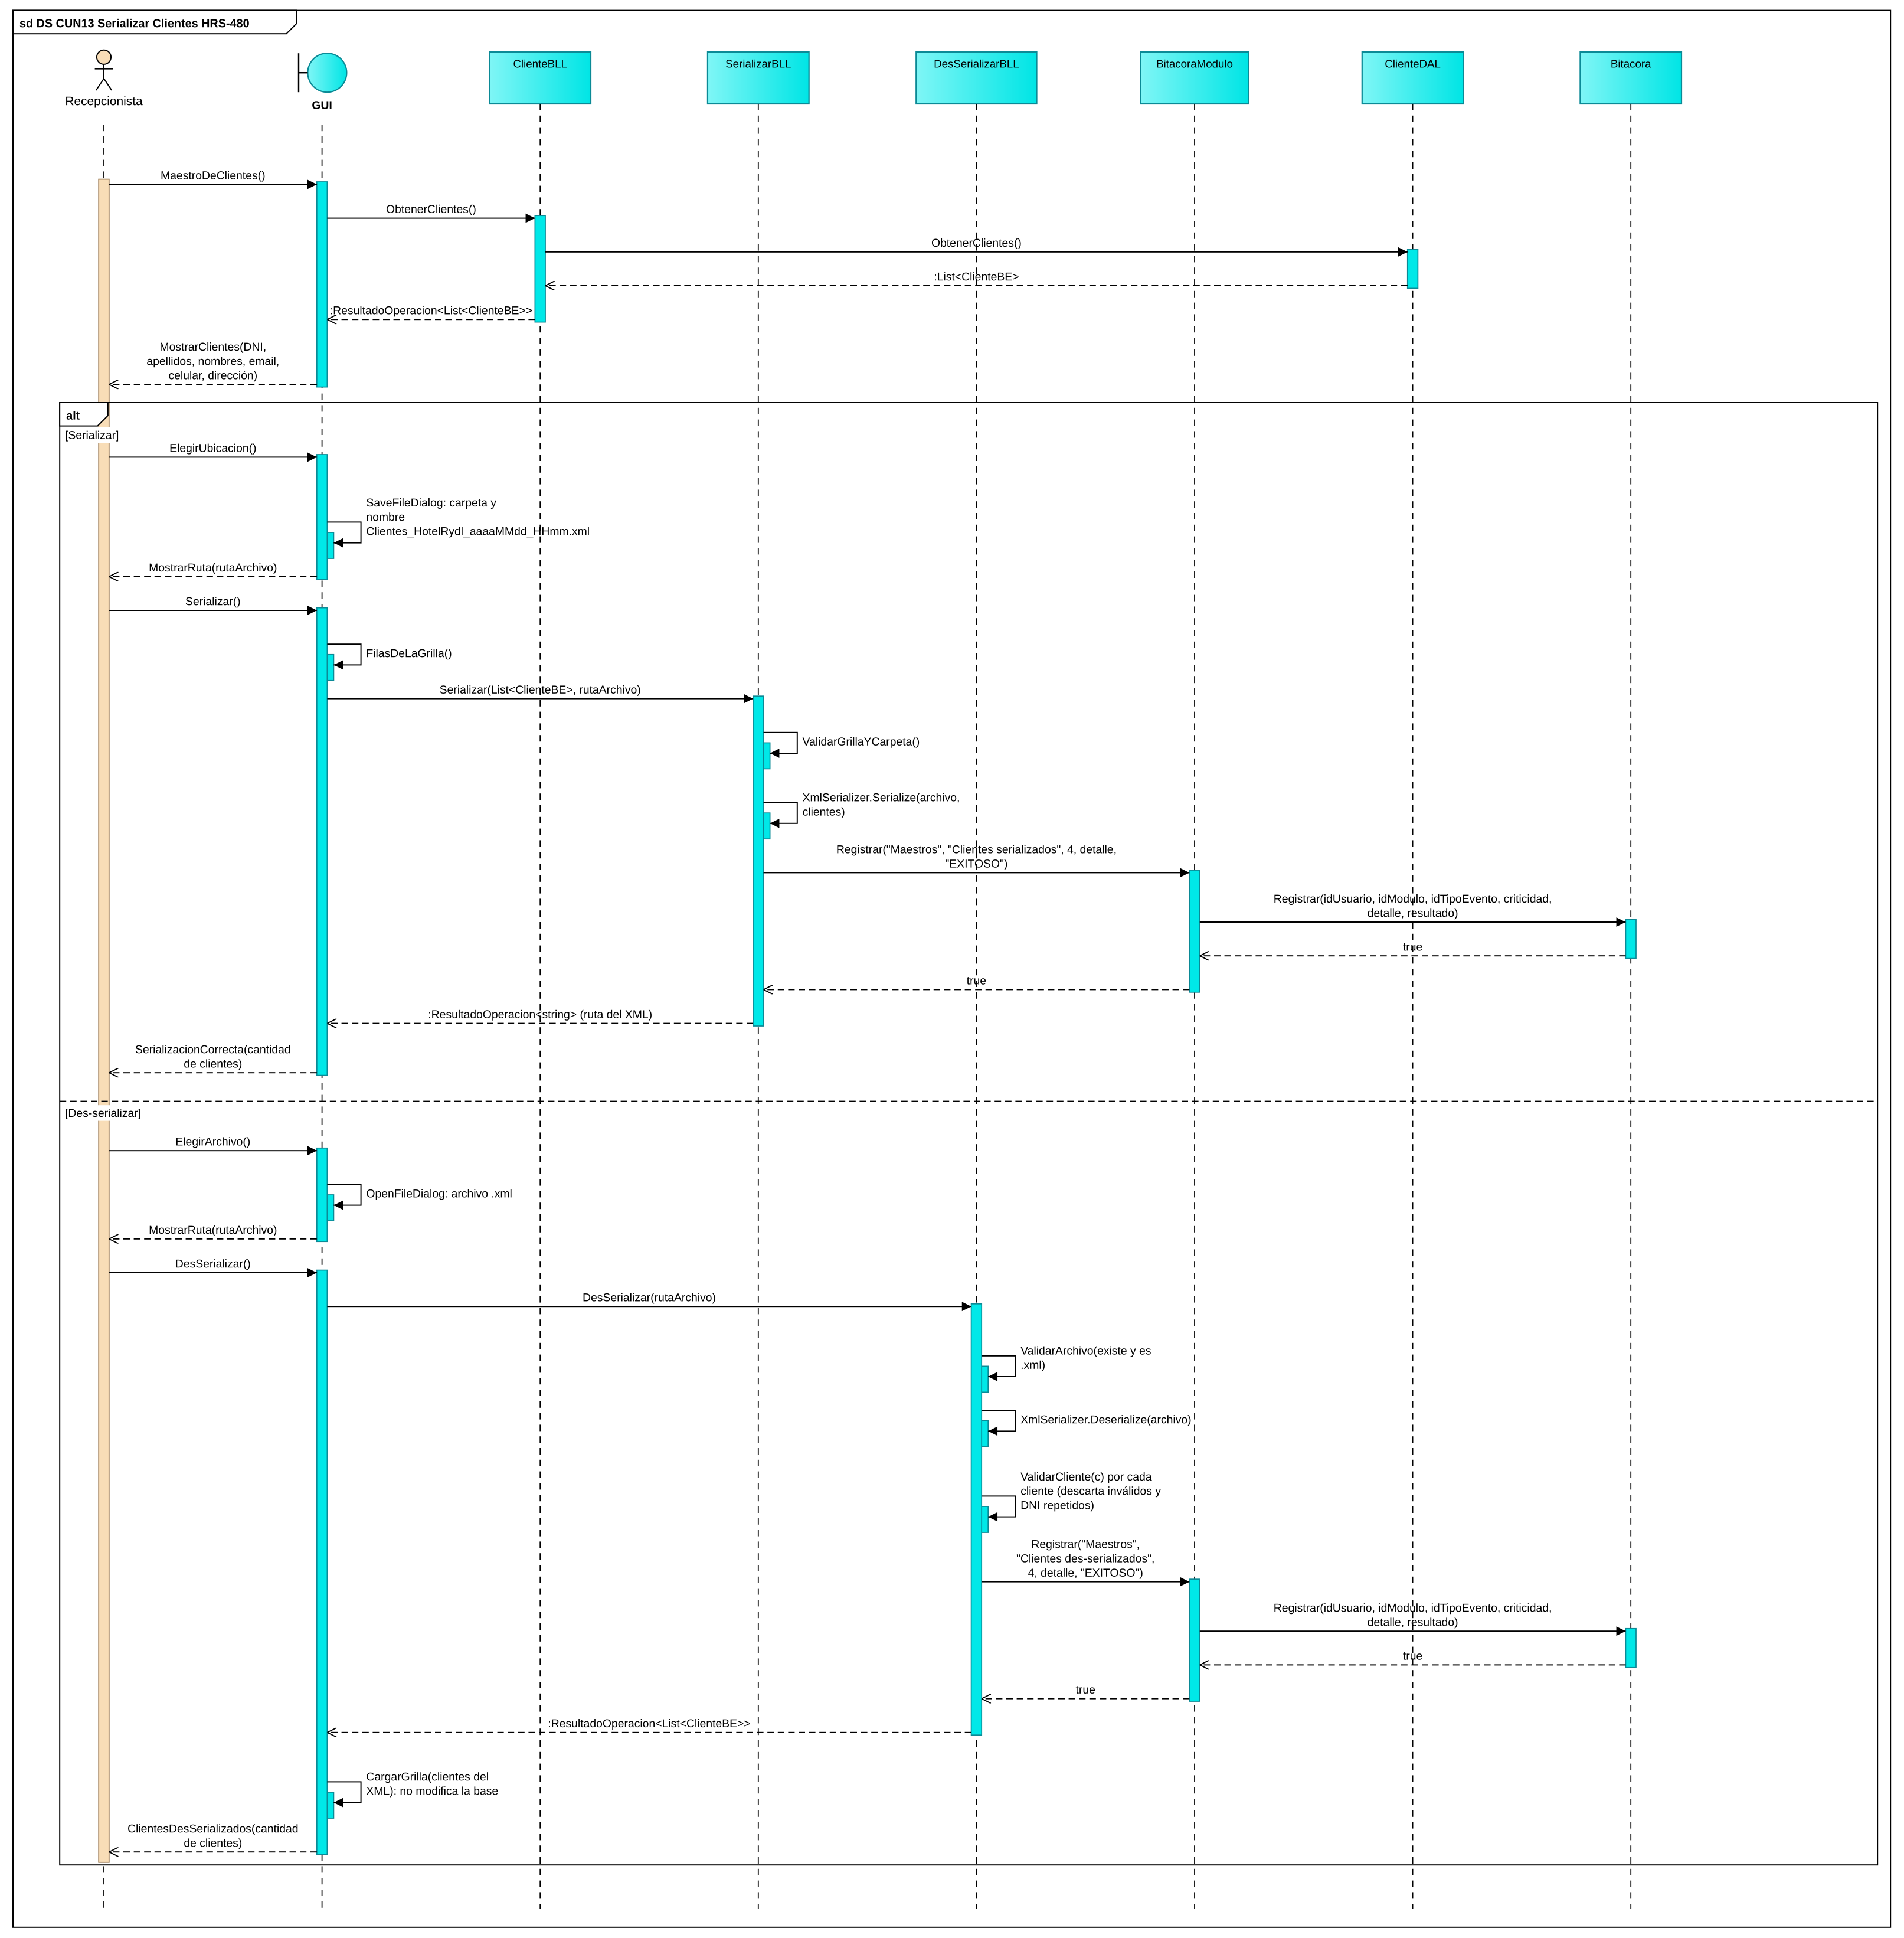 sd DS CUN13 Serializar Clientes HRS-480
Recepcionista
GUI
ClienteBLL
SerializarBLL
DesSerializarBLL
BitacoraModulo
ClienteDAL
Bitacora
MaestroDeClientes()
ObtenerClientes()
ObtenerClientes()
:List<ClienteBE>
:ResultadoOperacion<List<ClienteBE>>
MostrarClientes(DNI,
apellidos, nombres, email,
celular, dirección)
alt
[Serializar]
ElegirUbicacion()
SaveFileDialog: carpeta y
nombre
Clientes_HotelRydl_aaaaMMdd_HHmm.xml
MostrarRuta(rutaArchivo)
Serializar()
FilasDeLaGrilla()
Serializar(List<ClienteBE>, rutaArchivo)
ValidarGrillaYCarpeta()
XmlSerializer.Serialize(archivo,
clientes)
Registrar("Maestros", "Clientes serializados", 4, detalle,
"EXITOSO")
Registrar(idUsuario, idModulo, idTipoEvento, criticidad,
detalle, resultado)
true
true
:ResultadoOperacion<string> (ruta del XML)
SerializacionCorrecta(cantidad
de clientes)
[Des-serializar]
ElegirArchivo()
OpenFileDialog: archivo .xml
MostrarRuta(rutaArchivo)
DesSerializar()
DesSerializar(rutaArchivo)
ValidarArchivo(existe y es
.xml)
XmlSerializer.Deserialize(archivo)
ValidarCliente(c) por cada
cliente (descarta inválidos y
DNI repetidos)
Registrar("Maestros",
"Clientes des-serializados",
4, detalle, "EXITOSO")
Registrar(idUsuario, idModulo, idTipoEvento, criticidad,
detalle, resultado)
true
true
:ResultadoOperacion<List<ClienteBE>>
CargarGrilla(clientes del
XML): no modifica la base
ClientesDesSerializados(cantidad
de clientes)